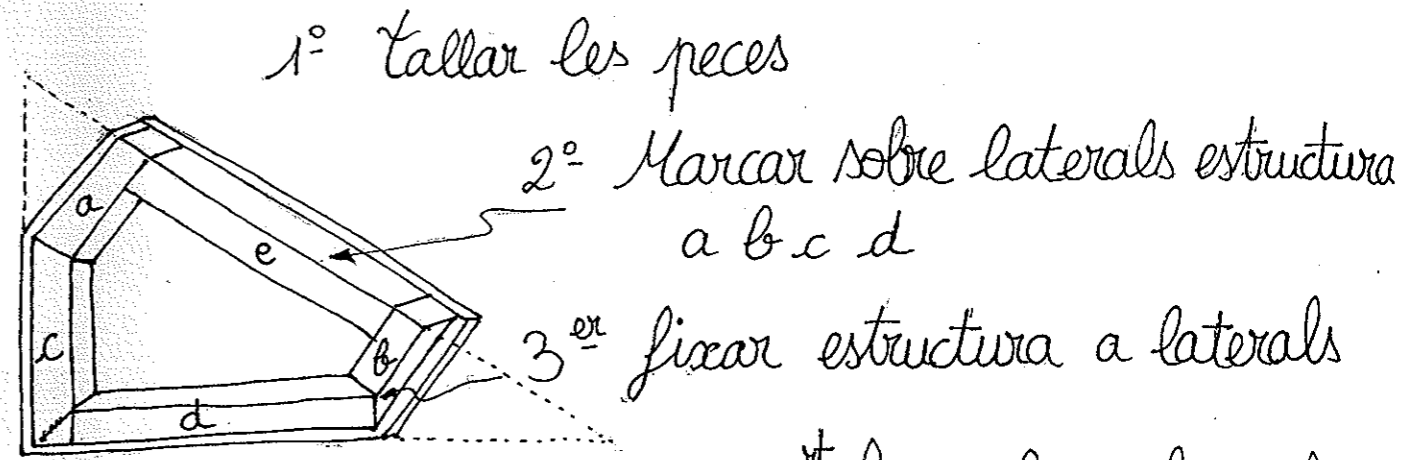 1º tallar les peces
2º Marcar sobre laterals estructura
a b c d
3er fixar estructura a laterals
a
e
c
b
d